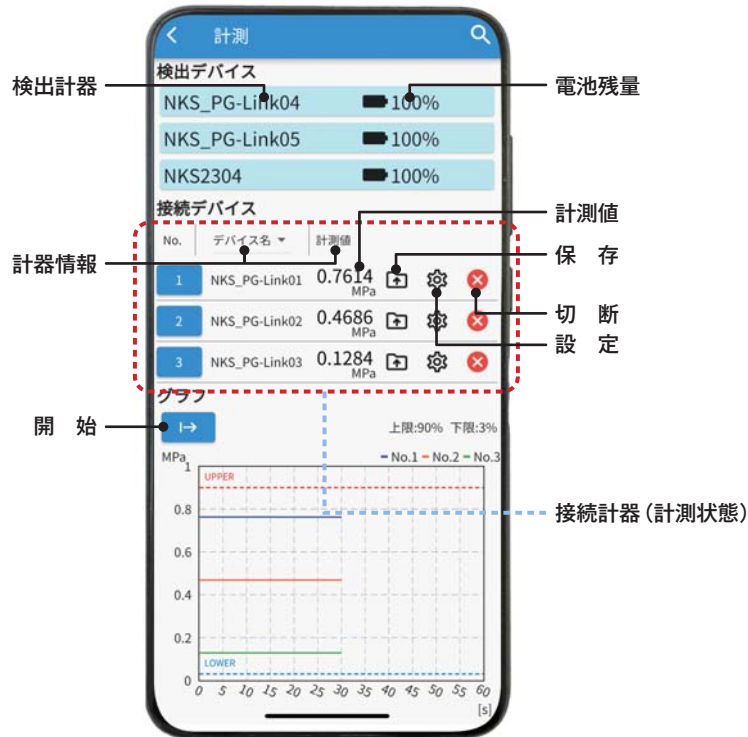 計測
検出デバイス
検出計器
電池残量
NKS_PG-Link04 100%
NKS_PG-Link05 100%
NKS2304 100%
接続デバイス
計測値
No. デバイス名 計測値
保 存
計器情報
1 NKS_PG-Link01 0.7614 MPa
切 断
2 NKS_PG-Link02 0.4686 MPa
設 定
3 NKS_PG-Link03 0.1284 MPa
グラフ
開 始
上限:90% 下限:3%
MPa
No.1 No.2 No.3
1
UPPER
0.8
接続計器(計測状態)
0.6
0.4
0.2
LOWER
0
0 5 10 15 20 25 30 35 40 45 50 55 60
[s]